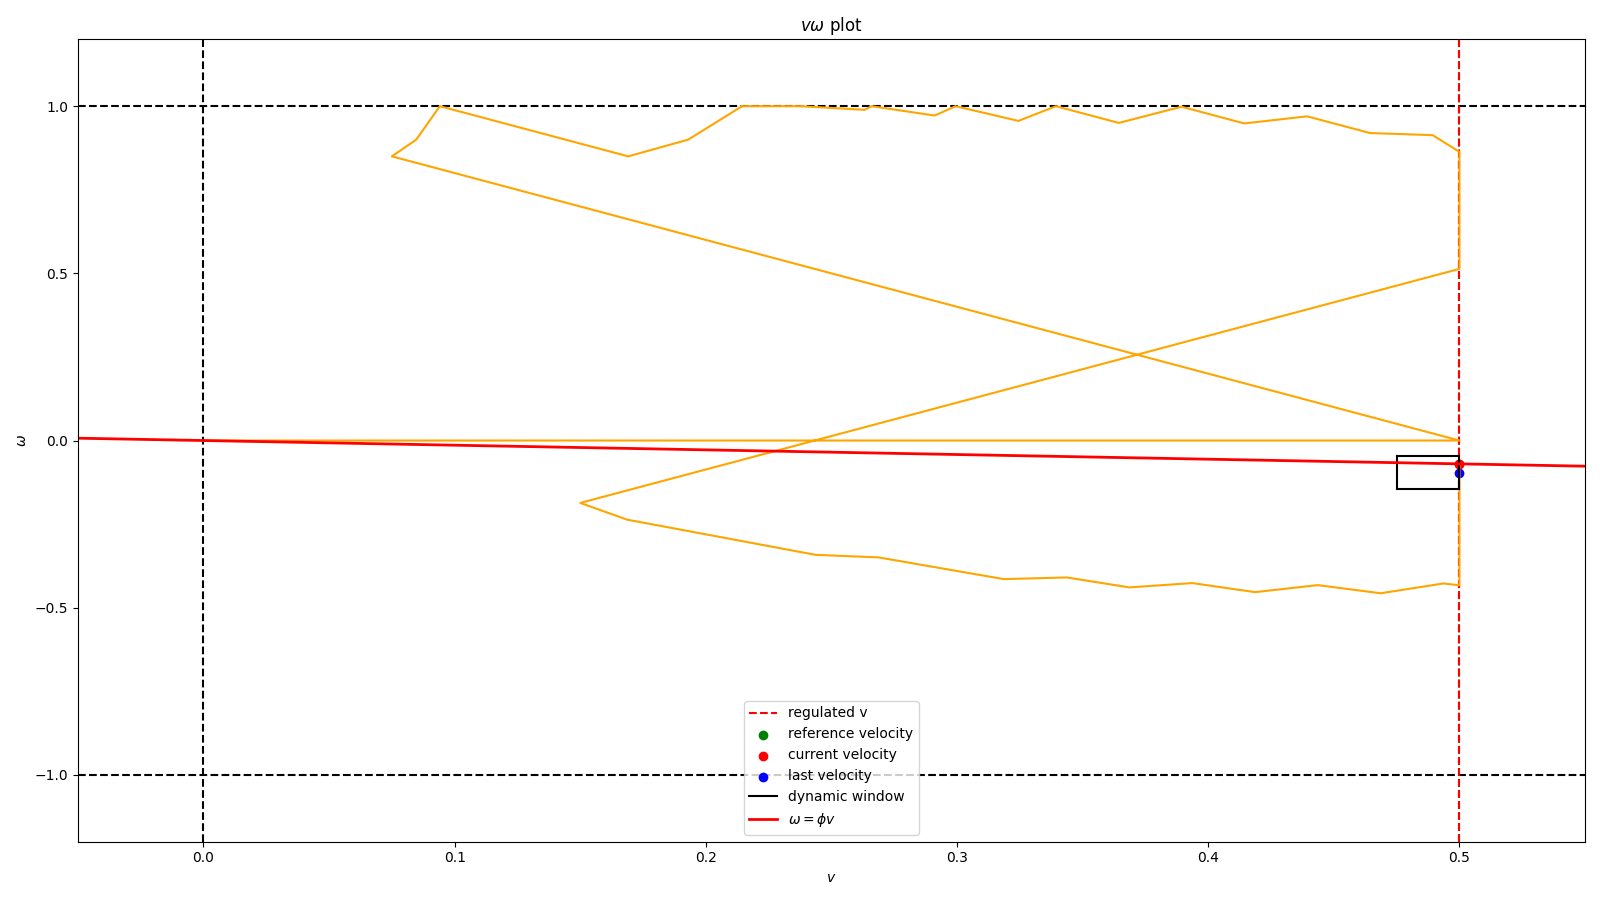 vω plot
1.0
0.5
0.0
−0.5
−1.0
ω
regulated v
reference velocity
current velocity
last velocity
dynamic window
ω = ϕv
0.0 0.1 0.2 0.3 0.4 0.5
v